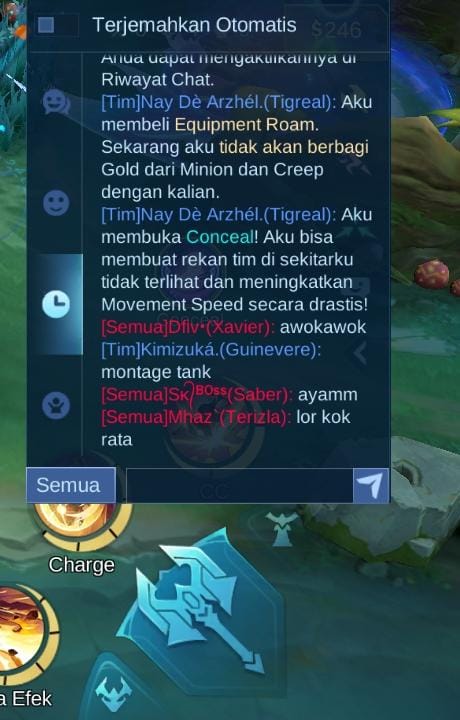 Terjemahkan Otomatis
$246
Anda dapat mengaktifkannya di
Riwayat Chat.
[Tim]Nay Dè Arzhél.(Tigreal): Aku
membeli Equipment Roam.
Sekarang aku tidak akan berbagi
Gold dari Minion dan Creep
dengan kalian.
[Tim]Nay Dè Arzhél.(Tigreal): Aku
membuka Conceal! Aku bisa
membuat rekan tim di sekitarku
tidak terlihat dan meningkatkan
Movement Speed secara drastis!
[Semua]Dflv•(Xavier): awokawok
[Tim]Kimizuká.(Guinevere):
montage tank
[Semua]Sᴋ᭄ᴮᴼˢˢ(Saber): ayamm
[Semua]Mhaz`(Terizla): lor kok
rata
Semua
CC
Charge
a Efek